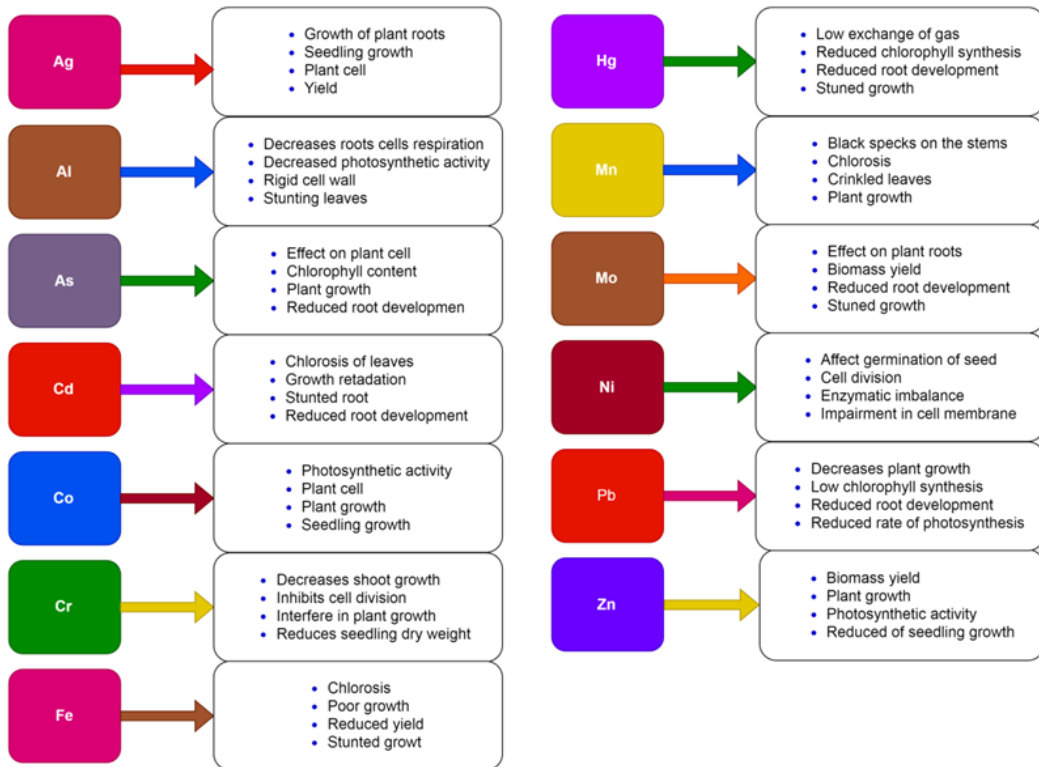 Ag
Growth of plant roots
Seedling growth
Plant cell
Yield
Al
Decreases roots cells respiration
Decreased photosynthetic activity
Rigid cell wall
Stunting leaves
As
Effect on plant cell
Chlorophyll content
Plant growth
Reduced root developmen
Cd
Chlorosis of leaves
Growth retadation
Stunted root
Reduced root development
Co
Photosynthetic activity
Plant cell
Plant growth
Seedling growth
Cr
Decreases shoot growth
Inhibits cell division
Interfere in plant growth
Reduces seedling dry weight
Fe
Chlorosis
Poor growth
Reduced yield
Stunted growt
Hg
Low exchange of gas
Reduced chlorophyll synthesis
Reduced root development
Stuned growth
Mn
Black specks on the stems
Chlorosis
Crinkled leaves
Plant growth
Mo
Effect on plant roots
Biomass yield
Reduced root development
Stuned growth
Ni
Affect germination of seed
Cell division
Enzymatic imbalance
Impairment in cell membrane
Pb
Decreases plant growth
Low chlorophyll synthesis
Reduced root development
Reduced rate of photosynthesis
Zn
Biomass yield
Plant growth
Photosynthetic activity
Reduced of seedling growth